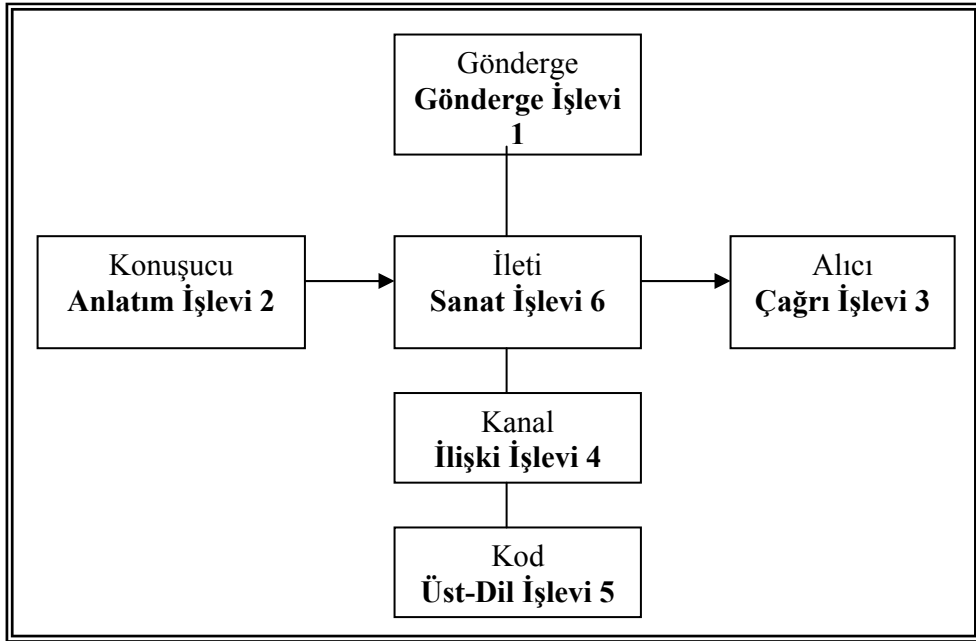 Gönderge
Gönderge İşlevi
1
Konuşucu
Anlatım İşlevi 2
İleti
Sanat İşlevi 6
Alıcı
Çağrı İşlevi 3
Kanal
İlişki İşlevi 4
Kod
Üst-Dil İşlevi 5